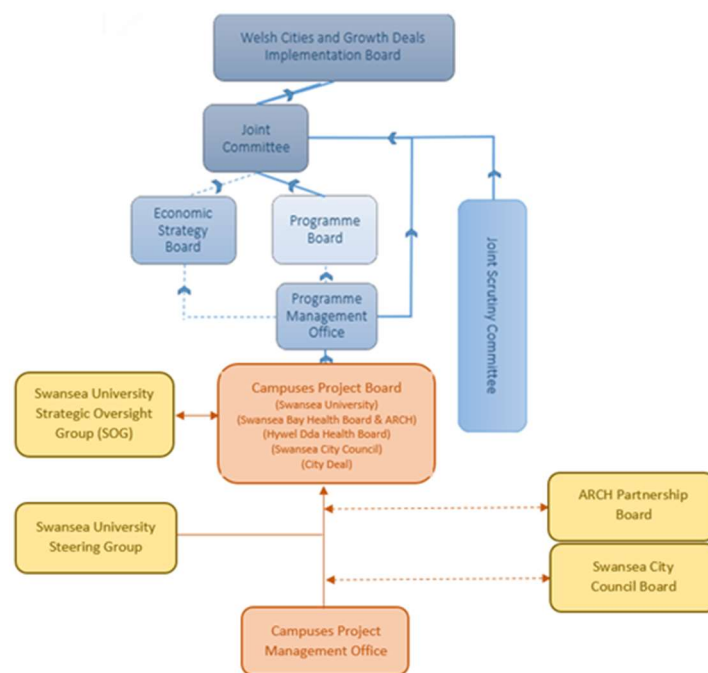 Welsh Cities and Growth Deals
Implementation Board
Joint
Committee
Economic
Strategy
Board
Programme
Board
Joint Scrutiny Committee
Programme
Management
Office
Swansea University
Strategic Oversight
Group (SOG)
Campuses Project Board
(Swansea University)
(Swansea Bay Health Board & ARCH)
(Hywel Dda Health Board)
(Swansea City Council)
(City Deal)
ARCH Partnership
Board
Swansea University
Steering Group
Swansea City
Council Board
Campuses Project
Management Office